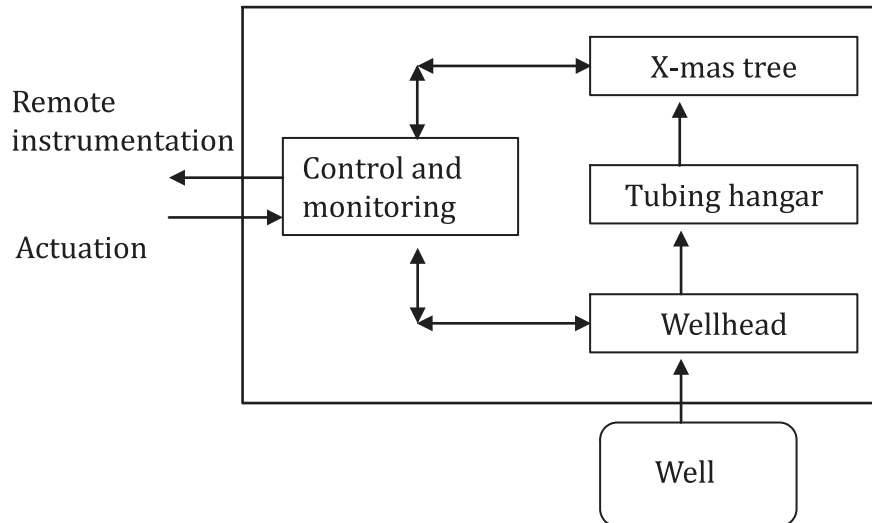 X-mas tree
Remote
instrumentation
Control and
monitoring
Tubing hangar
Actuation
Wellhead
Well